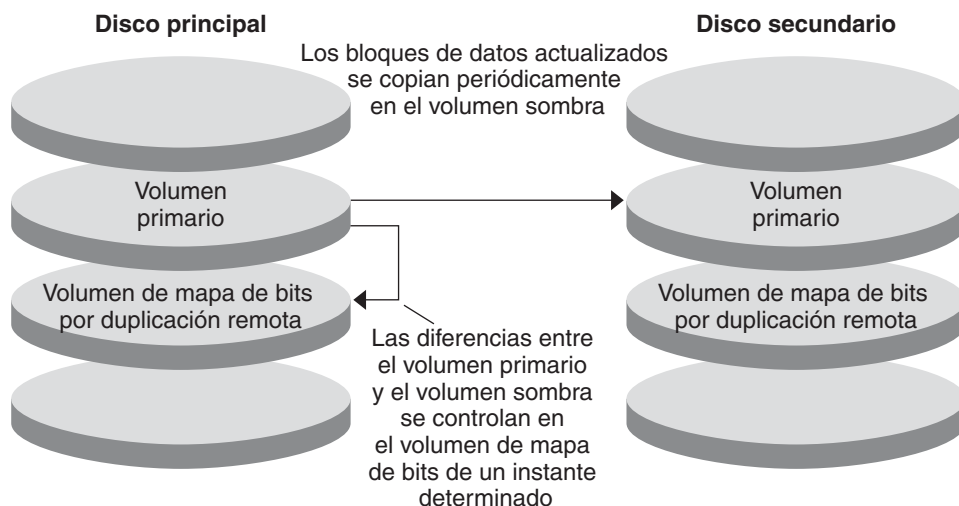 Disco principal
Disco secundario
Los bloques de datos actualizados
se copian periódicamente
en el volumen sombra
Volumen
primario
Volumen
primario
Volumen de mapa de bits
por duplicación remota
Volumen de mapa de bits
por duplicación remota
Las diferencias entre
el volumen primario
y el volumen sombra
se controlan en
el volumen de mapa
de bits de un instante
determinado